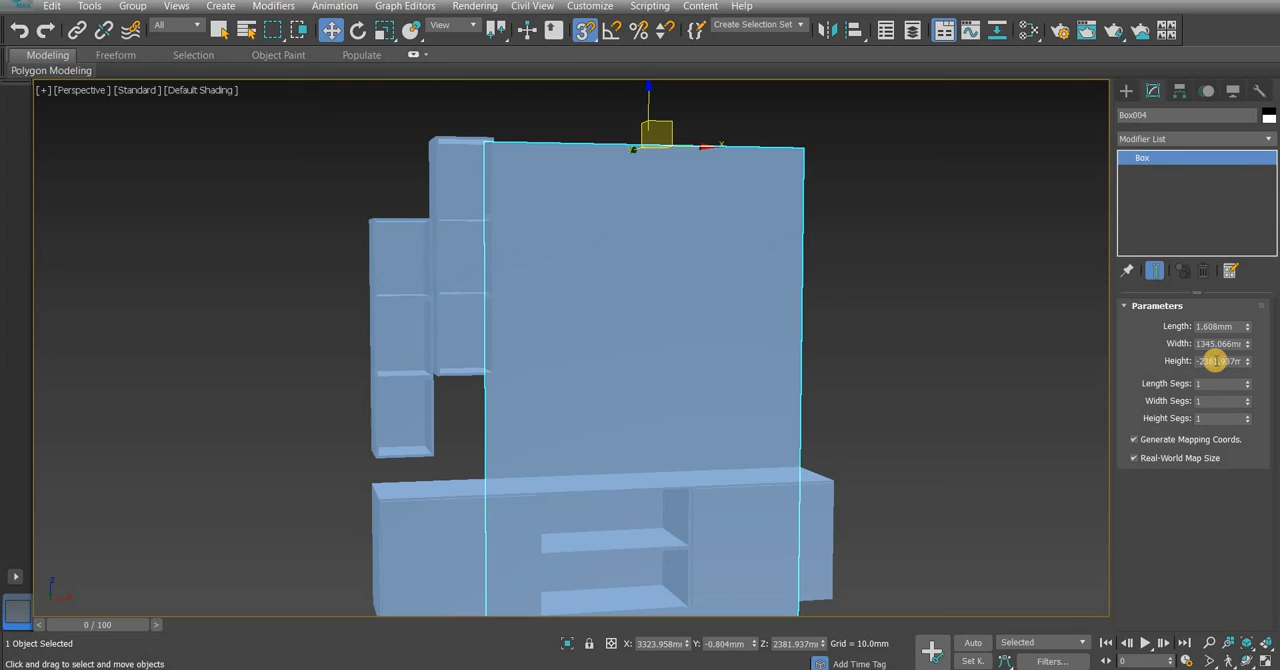 Edit Tools Group Views Create Modifiers Animation Graph Editors Rendering Civil View Customize Scripting Content Help
All View Create Selection Set
Modeling Freeform Selection Object Paint Populate
Polygon Modeling
[+] [Perspective] [Standard] [Default Shading]
Box004
Modifier List
Box
Parameters
Length: 1.608mm
Width: 1345.066m
Height: -2381.937m
Length Segs: 1
Width Segs: 1
Height Segs: 1
Generate Mapping Coords.
Real-World Map Size
x
z
0 / 100
1 Object Selected X: 3323.958m Y: -0.804mm Z: 2381.937m Grid = 10.0mm Auto Selected
Click and drag to select and move objects Add Time Tag Set K. Filters... 0